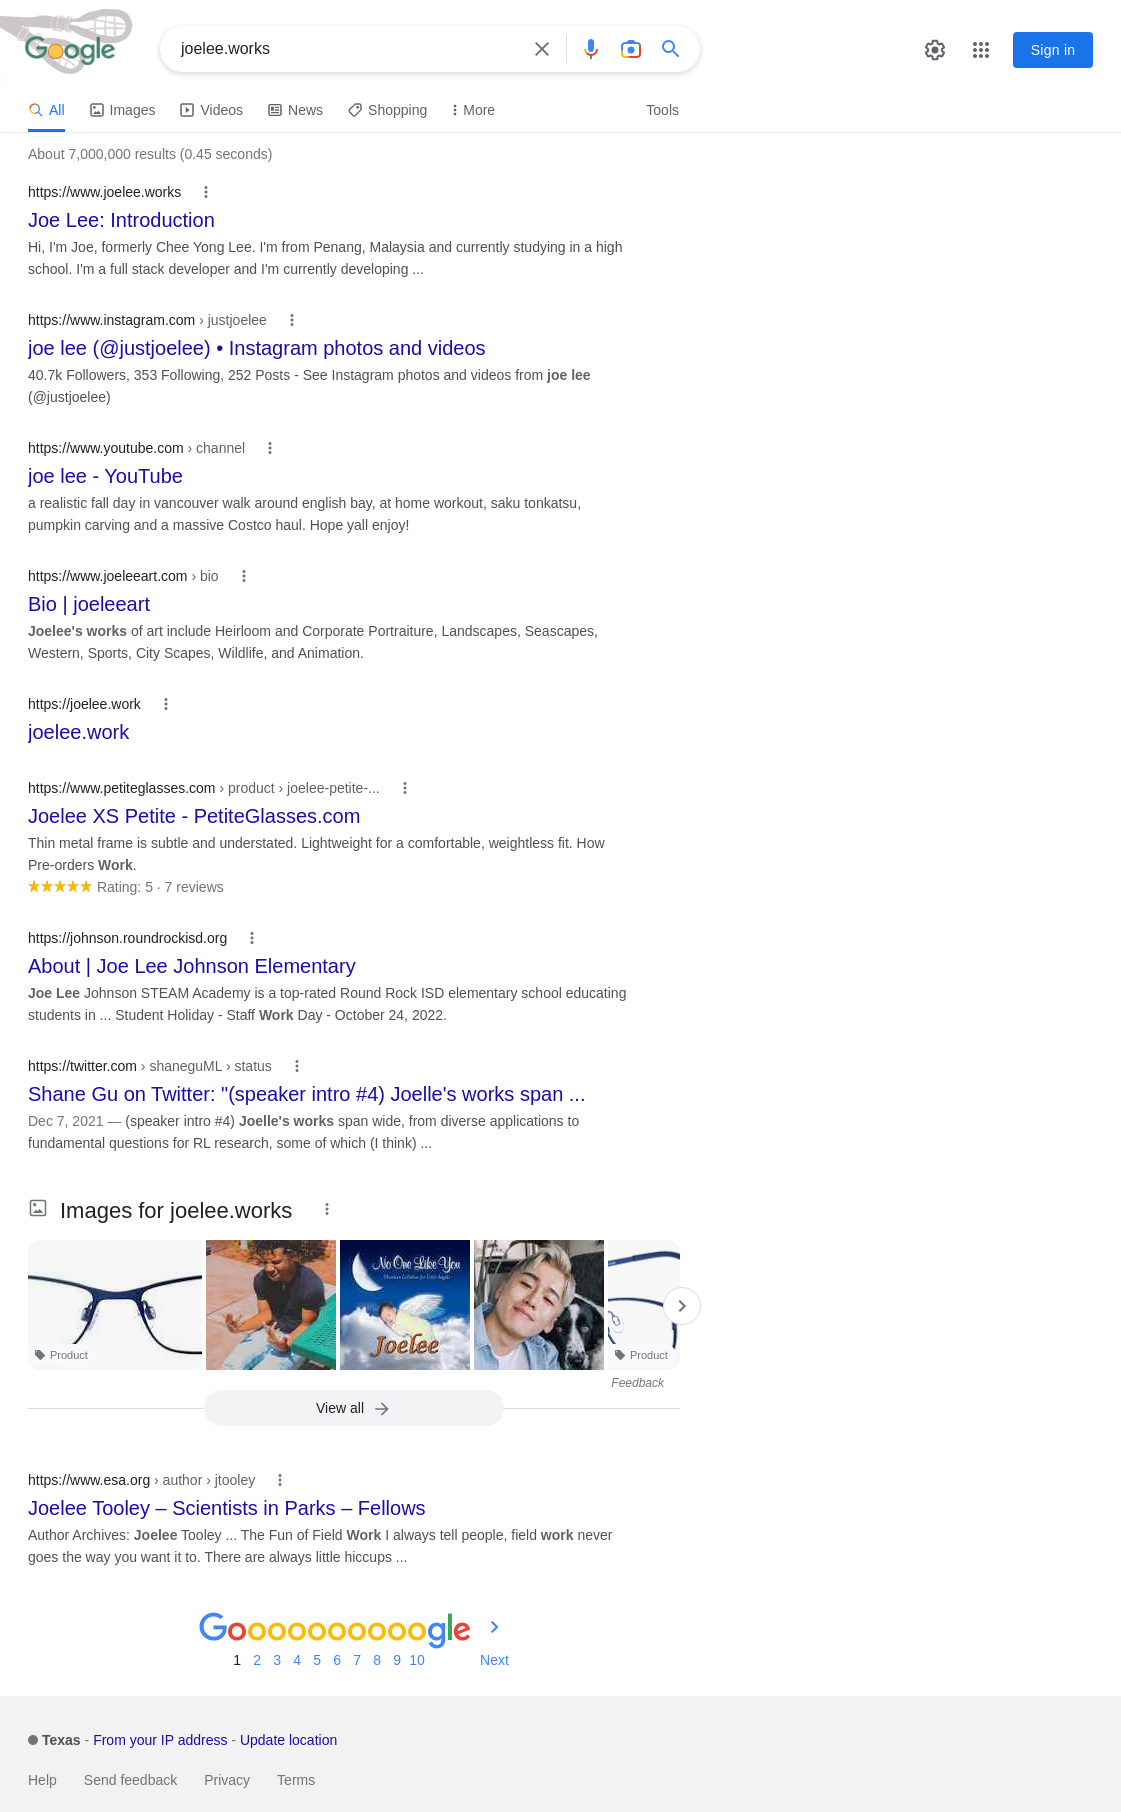 Google
joelee.works
Sign in
All Images Videos News Shopping More Tools
About 7,000,000 results (0.45 seconds)
https://www.joelee.works
Joe Lee: Introduction
Hi, I'm Joe, formerly Chee Yong Lee. I'm from Penang, Malaysia and currently studying in a high
school. I'm a full stack developer and I'm currently developing ...
https://www.instagram.com › justjoelee
joe lee (@justjoelee) • Instagram photos and videos
40.7k Followers, 353 Following, 252 Posts - See Instagram photos and videos from joe lee
(@justjoelee)
https://www.youtube.com › channel
joe lee - YouTube
a realistic fall day in vancouver walk around english bay, at home workout, saku tonkatsu,
pumpkin carving and a massive Costco haul. Hope yall enjoy!
https://www.joeleeart.com › bio
Bio | joeleeart
Joelee's works of art include Heirloom and Corporate Portraiture, Landscapes, Seascapes,
Western, Sports, City Scapes, Wildlife, and Animation.
https://joelee.work
joelee.work
https://www.petiteglasses.com › product › joelee-petite-...
Joelee XS Petite - PetiteGlasses.com
Thin metal frame is subtle and understated. Lightweight for a comfortable, weightless fit. How
Pre-orders Work.
Rating: 5 · 7 reviews
https://johnson.roundrockisd.org
About | Joe Lee Johnson Elementary
Joe Lee Johnson STEAM Academy is a top-rated Round Rock ISD elementary school educating
students in ... Student Holiday - Staff Work Day - October 24, 2022.
https://twitter.com › shaneguML › status
Shane Gu on Twitter: "(speaker intro #4) Joelle's works span ...
Dec 7, 2021 — (speaker intro #4) Joelle's works span wide, from diverse applications to
fundamental questions for RL research, some of which (I think) ...
Images for joelee.works
No One Like You
Christian Lullabies for Little Angels
Joelee
Product
Product
Feedback
View all
https://www.esa.org › author › jtooley
Joelee Tooley – Scientists in Parks – Fellows
Author Archives: Joelee Tooley ... The Fun of Field Work I always tell people, field work never
goes the way you want it to. There are always little hiccups ...
Goooooooooogle
1 2 3 4 5 6 7 8 9 10 Next
Texas - From your IP address - Update location
Help Send feedback Privacy Terms